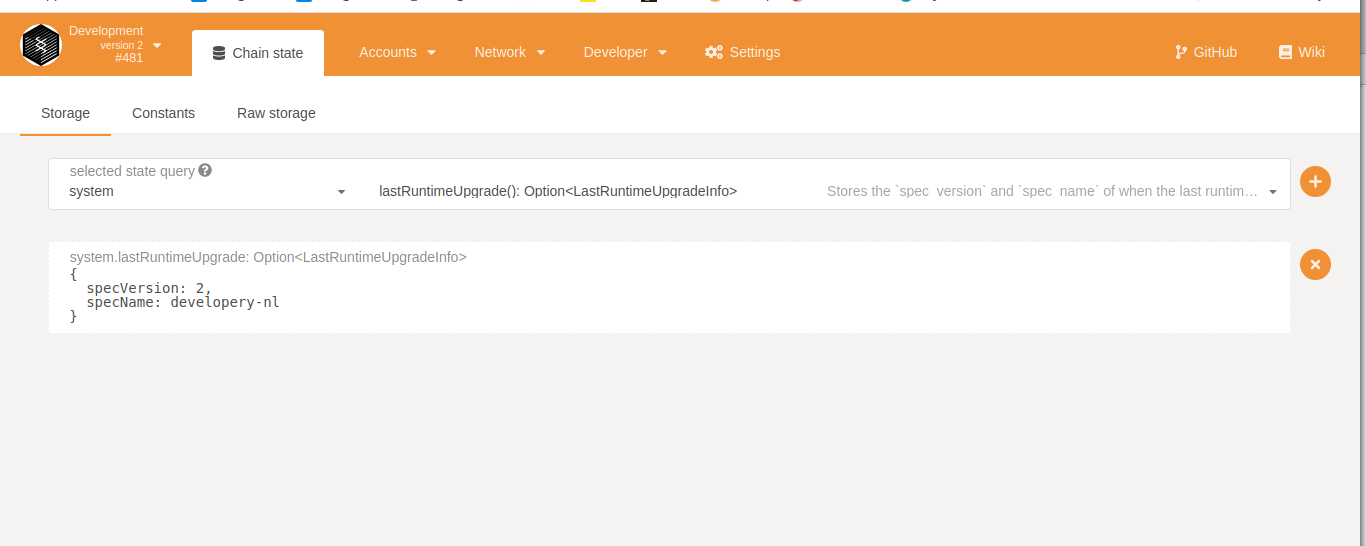 Development
version 2
#481
Chain state
Accounts
Network
Developer
Settings
GitHub
Wiki
Storage
Constants
Raw storage
selected state query
system
lastRuntimeUpgrade(): Option<LastRuntimeUpgradeInfo>
Stores the `spec_version` and `spec_name` of when the last runtim…
system.lastRuntimeUpgrade: Option<LastRuntimeUpgradeInfo>
{
specVersion: 2,
specName: developery-nl
}